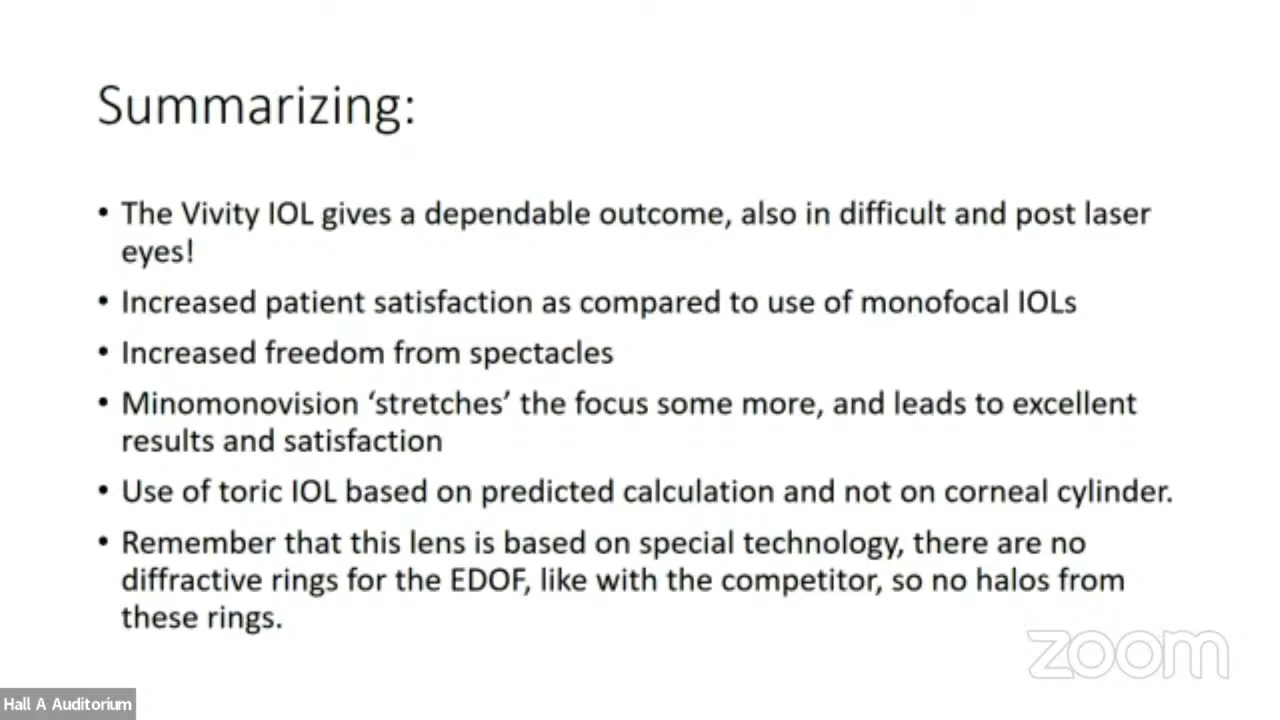 Summarizing:
• The Vivity IOL gives a dependable outcome, also in difficult and post laser
eyes!
• Increased patient satisfaction as compared to use of monofocal IOLs
• Increased freedom from spectacles
• Minomonovision ‘stretches’ the focus some more, and leads to excellent
results and satisfaction
• Use of toric IOL based on predicted calculation and not on corneal cylinder.
• Remember that this lens is based on special technology, there are no
diffractive rings for the EDOF, like with the competitor, so no halos from
these rings.
zoom
Hall A Auditorium